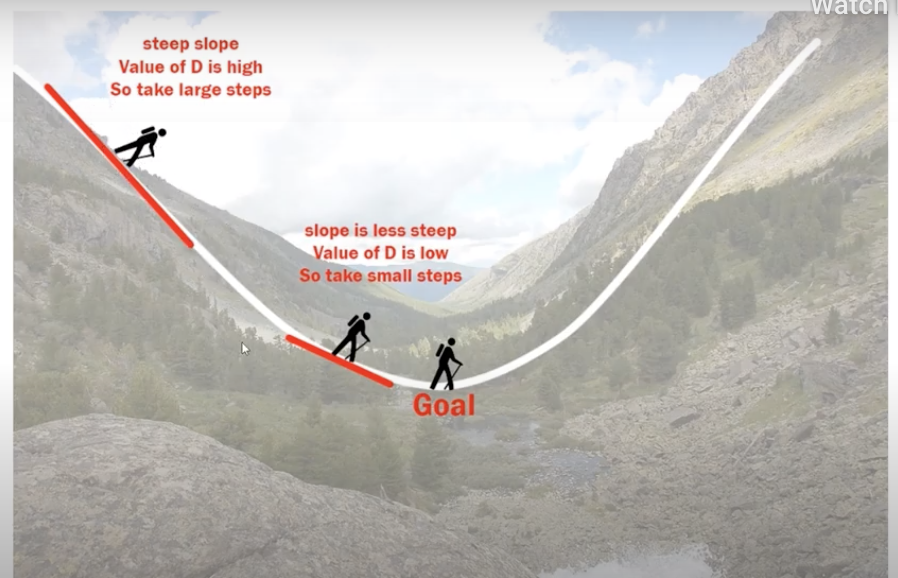 Watch
steep slope
Value of D is high
So take large steps
slope is less steep
Value of D is low
So take small steps
Goal